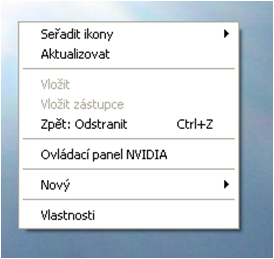 Seřadit ikony
Aktualizovat
Vložit
Vložit zástupce
Zpět: Odstranit Ctrl+Z
Ovládací panel NVIDIA
Nový
Vlastnosti